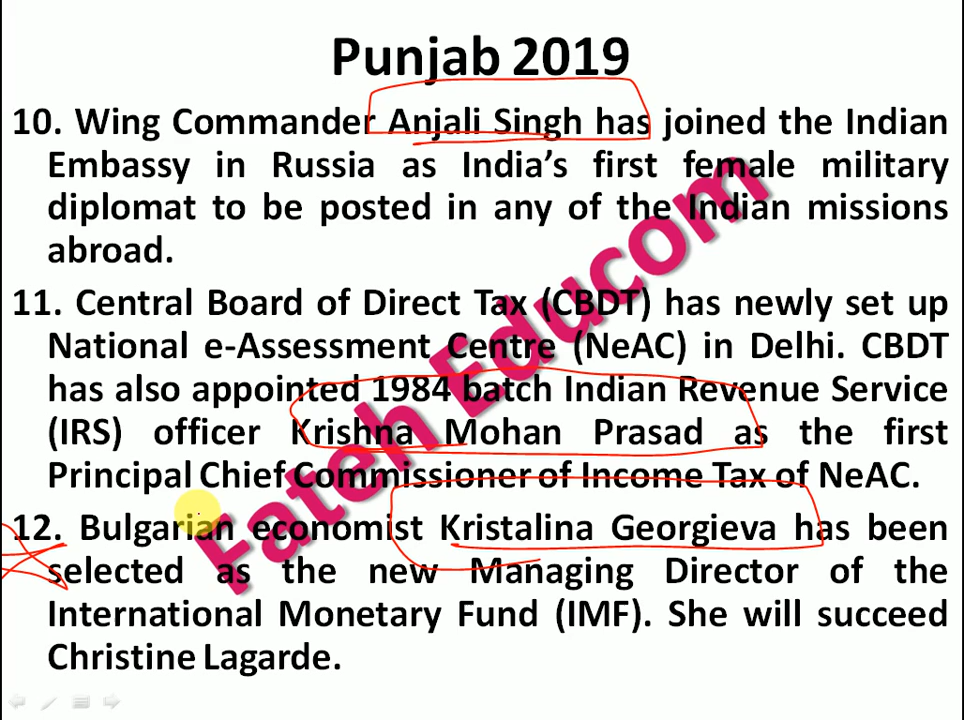 Punjab 2019
10. Wing Commander Anjali Singh has joined the Indian
Embassy in Russia as India's first female military
diplomat to be posted in any of the Indian missions
abroad.
11. Central Board of Direct Tax (CBDT) has newly set up
National e-Assessment Centre (NeAC) in Delhi. CBDT
has also appointed 1984 batch Indian Revenue Service
(IRS) officer Krishna Mohan Prasad as the first
Principal Chief Commissioner of Income Tax of NeAC.
12. Bulgarian economist Kristalina Georgieva has been
selected as the new Managing Director of the
International Monetary Fund (IMF). She will succeed
Christine Lagarde.
Fateh Educom